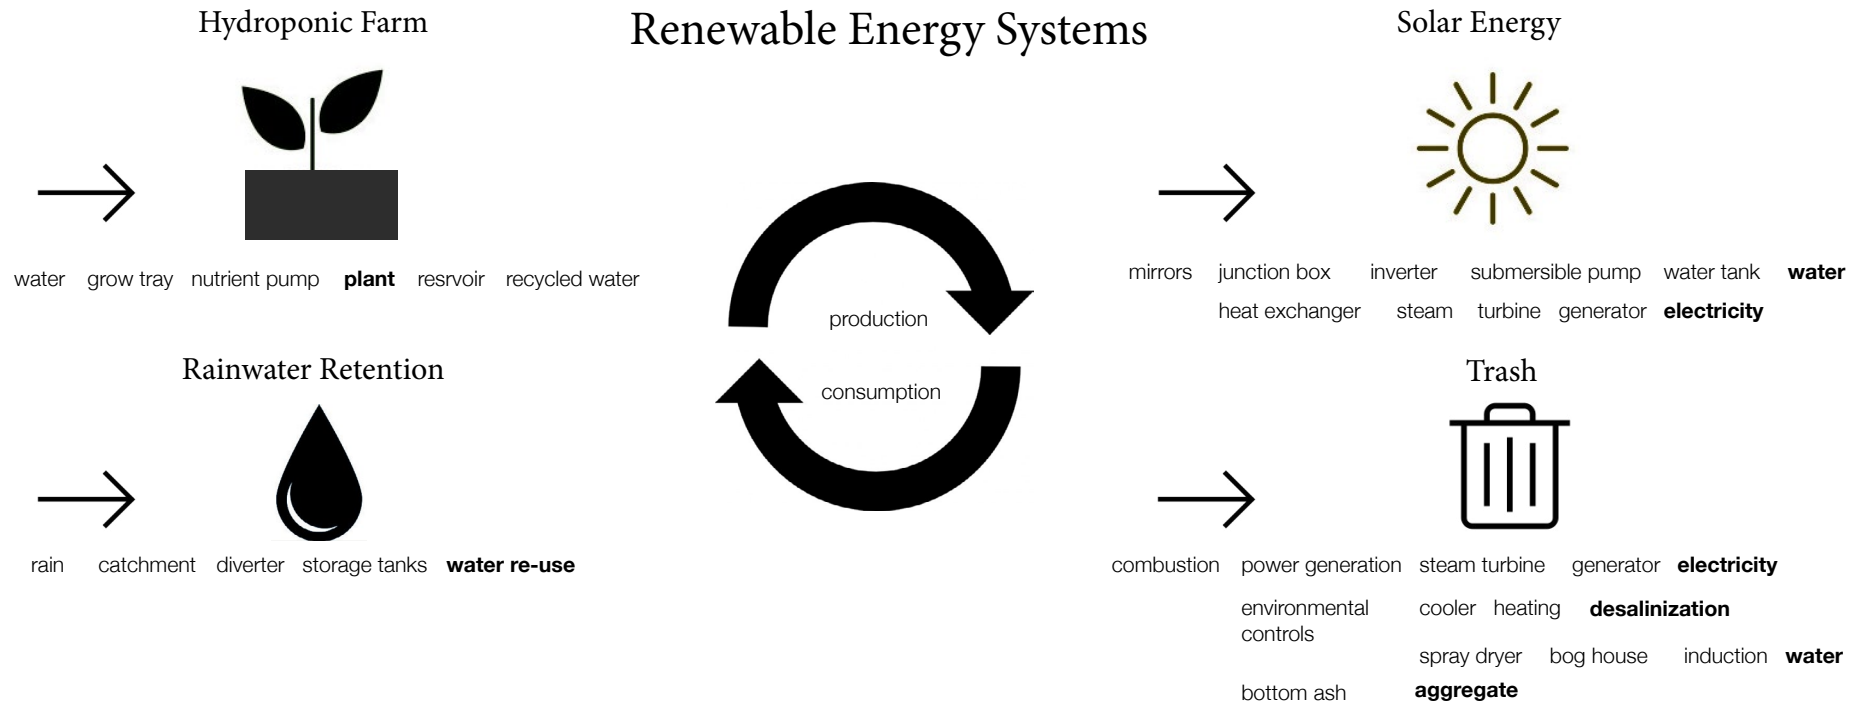 Renewable Energy Systems
Hydroponic Farm
water grow tray nutrient pump plant resrvoir recycled water
Rainwater Retention
rain catchment diverter storage tanks water re-use
production
consumption
Solar Energy
mirrors junction box inverter submersible pump water tank water
heat exchanger steam turbine generator electricity
Trash
combustion power generation steam turbine generator electricity
environmental cooler heating desalinization
controls
spray dryer bog house induction water
bottom ash aggregate